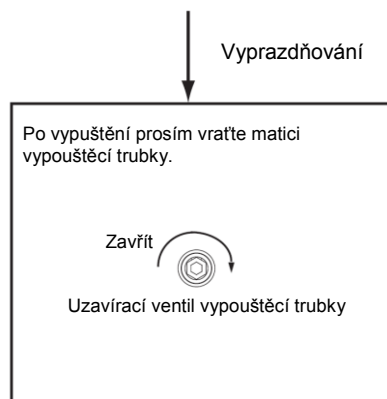 Vyprazdňování
Po vypuštění prosím vraťte matici
vypouštěcí trubky.
Zavřít
Uzavírací ventil vypouštěcí trubky